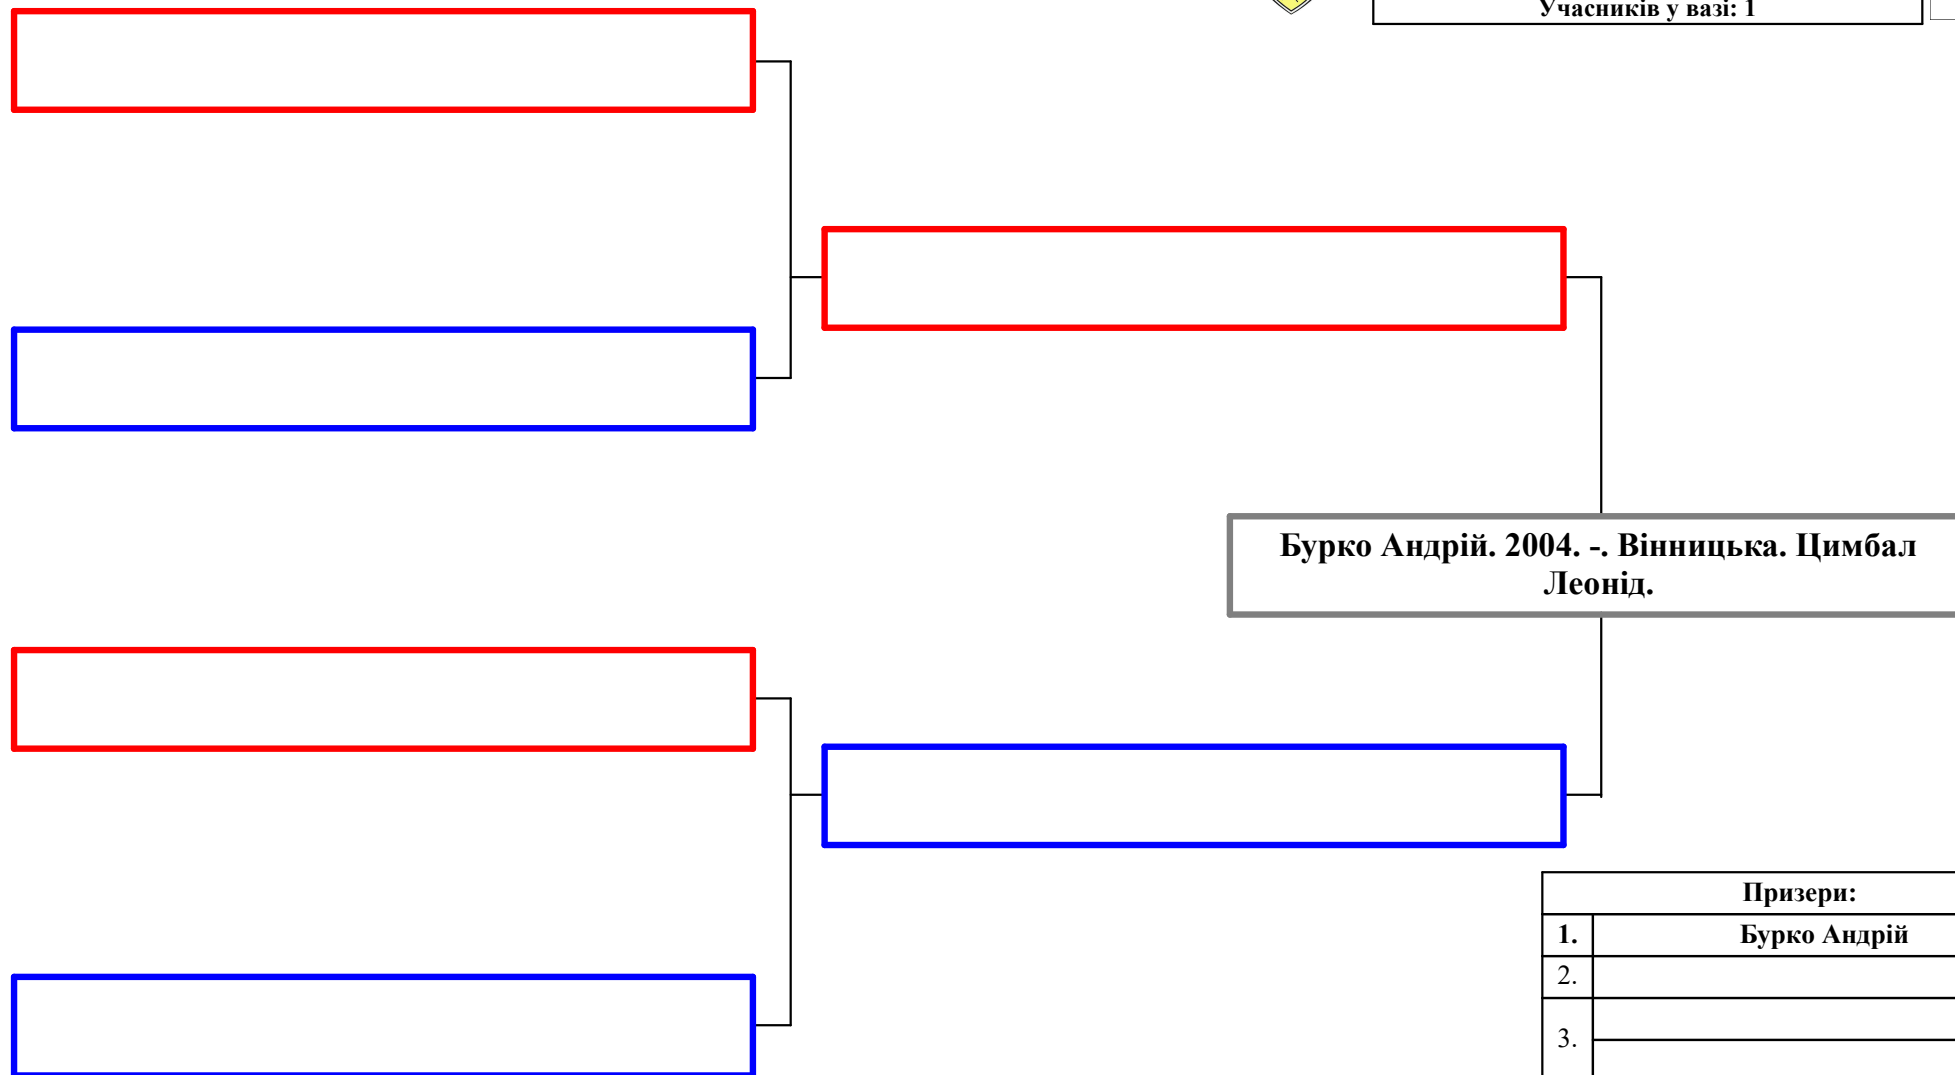 Учасників у вазі: 1
Бурко Андрій. 2004. -. Вінницька. Цимбал
Леонід.
Призери:
1. Бурко Андрій
2.
3.